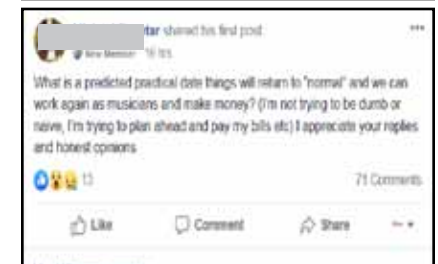 tar shared his first post.
New Member 16 hrs
What is a predicted practical date things will return to "normal" and we can
work again as musicians and make money? (I'm not trying to be dumb or
naive, I'm trying to plan ahead and pay my bills etc) I appreciate your replies
and honest opinions
13 71 Comments
Like Comment Share